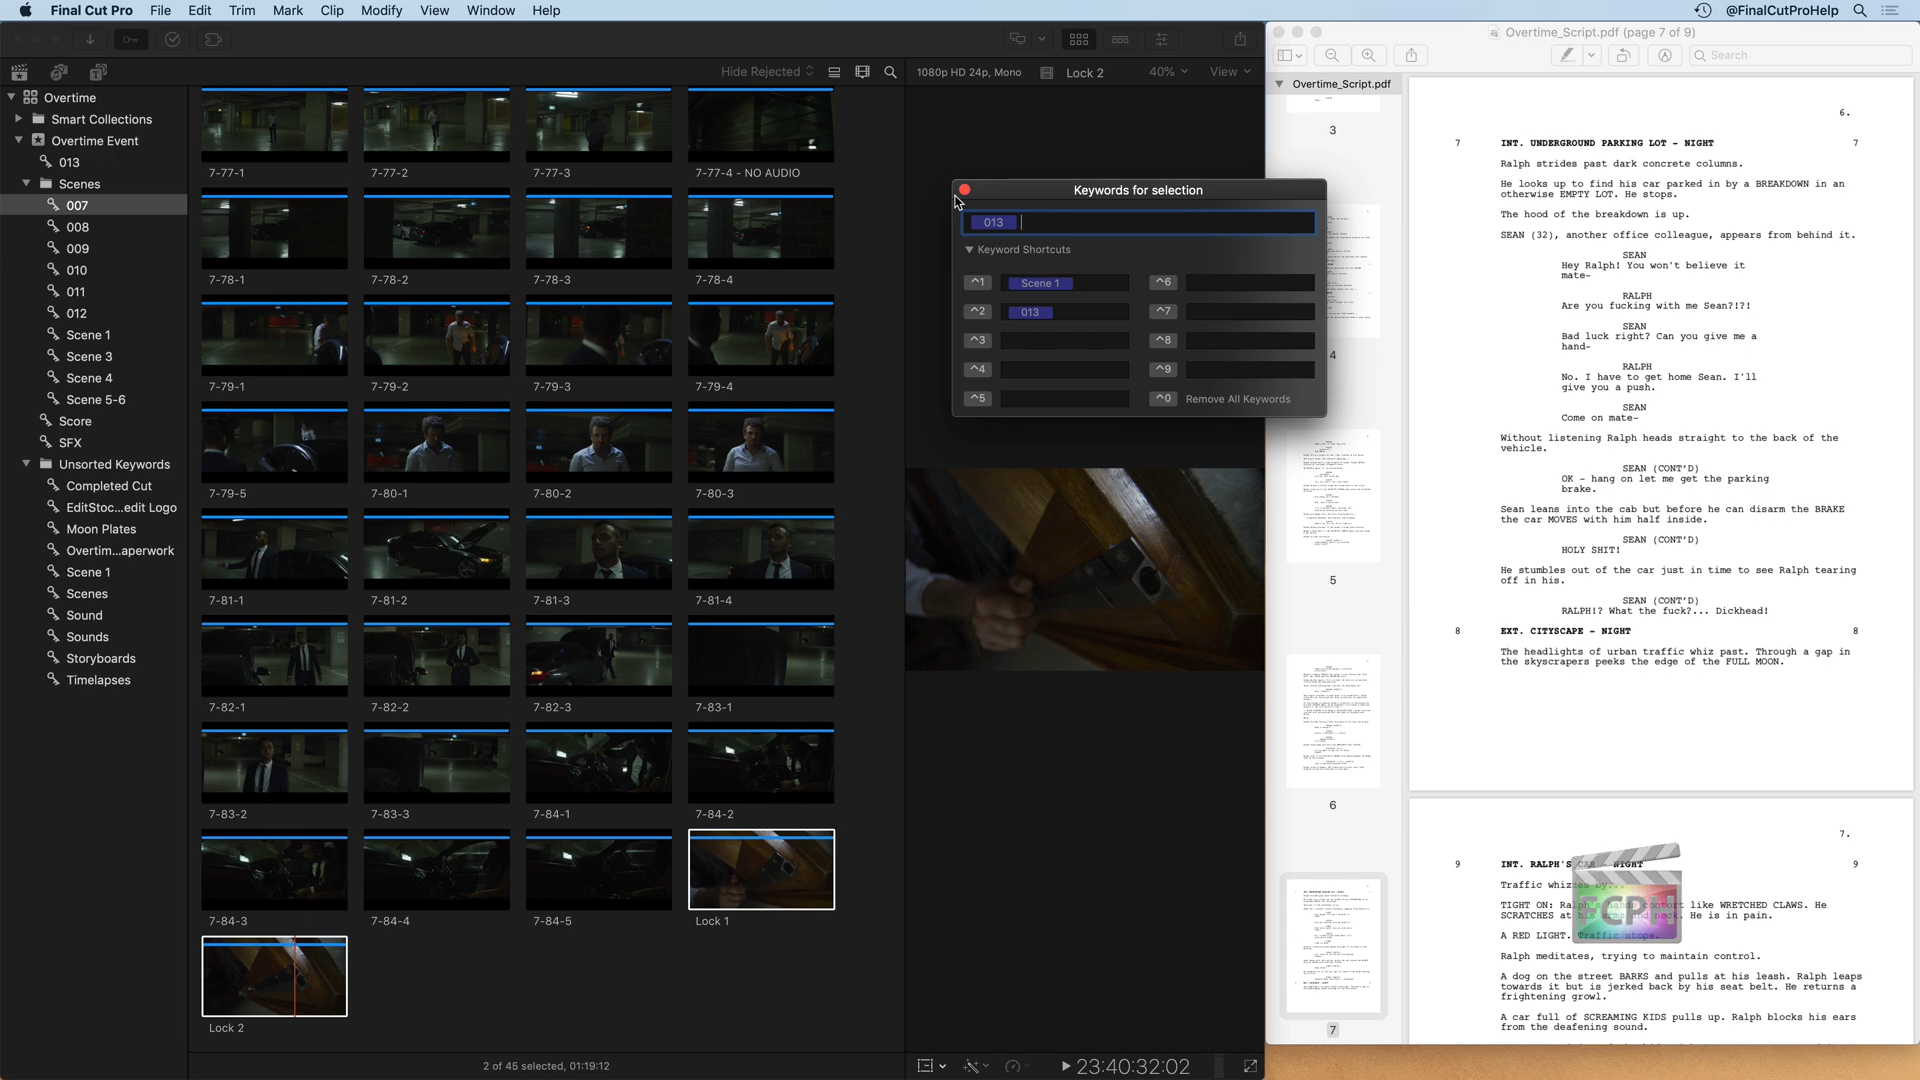 Final Cut Pro File Edit Trim Mark Clip Modify View Window Help
@FinalCutProHelp
Hide Rejected
1080p HD 24p, Mono
Lock 2
40%
View
Overtime
Smart Collections
Overtime Event
013
Scenes
007
008
009
010
011
012
Scene 1
Scene 3
Scene 4
Scene 5-6
Score
SFX
Unsorted Keywords
Completed Cut
EditStoc...edit Logo
Moon Plates
Overtim...aperwork
Scene 1
Scenes
Sound
Sounds
Storyboards
Timelapses
7-77-1 7-77-2 7-77-3 7-77-4 - NO AUDIO
7-78-1 7-78-2 7-78-3 7-78-4
7-79-1 7-79-2 7-79-3 7-79-4
7-79-5 7-80-1 7-80-2 7-80-3
7-81-1 7-81-2 7-81-3 7-81-4
7-82-1 7-82-2 7-82-3 7-83-1
7-83-2 7-83-3 7-84-1 7-84-2
7-84-3 7-84-4 7-84-5 Lock 1
Lock 2
2 of 45 selected, 01:19:12
Keywords for selection
013
Keyword Shortcuts
^1 Scene 1 ^6
^2 013 ^7
^3 ^8
^4 ^9
^5 ^0 Remove All Keywords
23:40:32:02
Overtime_Script.pdf (page 7 of 9)
Search
Overtime_Script.pdf
3
4
5
6
7
6.
7 INT. UNDERGROUND PARKING LOT - NIGHT 7
Ralph strides past dark concrete columns.
He looks up to find his car parked in by a BREAKDOWN in an
otherwise EMPTY LOT. He stops.
The hood of the breakdown is up.
SEAN (32), another office colleague, appears from behind it.
SEAN
Hey Ralph! You won't believe it
mate-
RALPH
Are you fucking with me Sean?!?!
SEAN
Bad luck right? Can you give me a
hand-
RALPH
No. I have to get home Sean. I'll
give you a push.
SEAN
Come on mate-
Without listening Ralph heads straight to the back of the
vehicle.
SEAN (CONT'D)
OK - hang on let me get the parking
brake.
Sean leans into the cab but before he can disarm the BRAKE
the car MOVES with him half inside.
SEAN (CONT'D)
HOLY SHIT!
He stumbles out of the car just in time to see Ralph tearing
off in his.
SEAN (CONT'D)
RALPH!? What the fuck?... Dickhead!
8 EXT. CITYSCAPE - NIGHT 8
The headlights of urban traffic whiz past. Through a gap in
the skyscrapers peeks the edge of the FULL MOON.
7.
9 INT. RALPH'S CAR - NIGHT 9
Traffic whizzes by...
TIGHT ON: Ralph's hands contort like WRETCHED CLAWS. He
SCRATCHES at his arms and neck. He is in pain.
A RED LIGHT. Traffic stops.
Ralph meditates, trying to maintain control.
A dog on the street BARKS and pulls at his leash. Ralph leaps
towards it but is jerked back by his seat belt. He returns a
frightening growl.
A car full of SCREAMING KIDS pulls up. Ralph blocks his ears
from the deafening sound.
FCPH